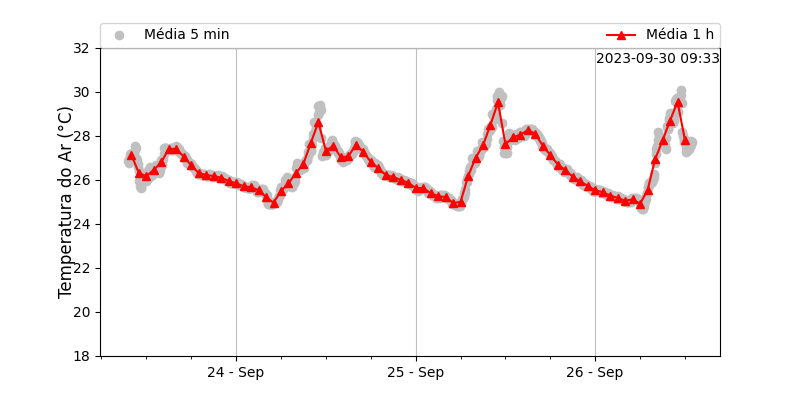 Média 5 min
Média 1 h
2023-09-30 09:33
Temperatura do Ar (°C)
32
30
28
26
24
22
20
18
24 - Sep
25 - Sep
26 - Sep